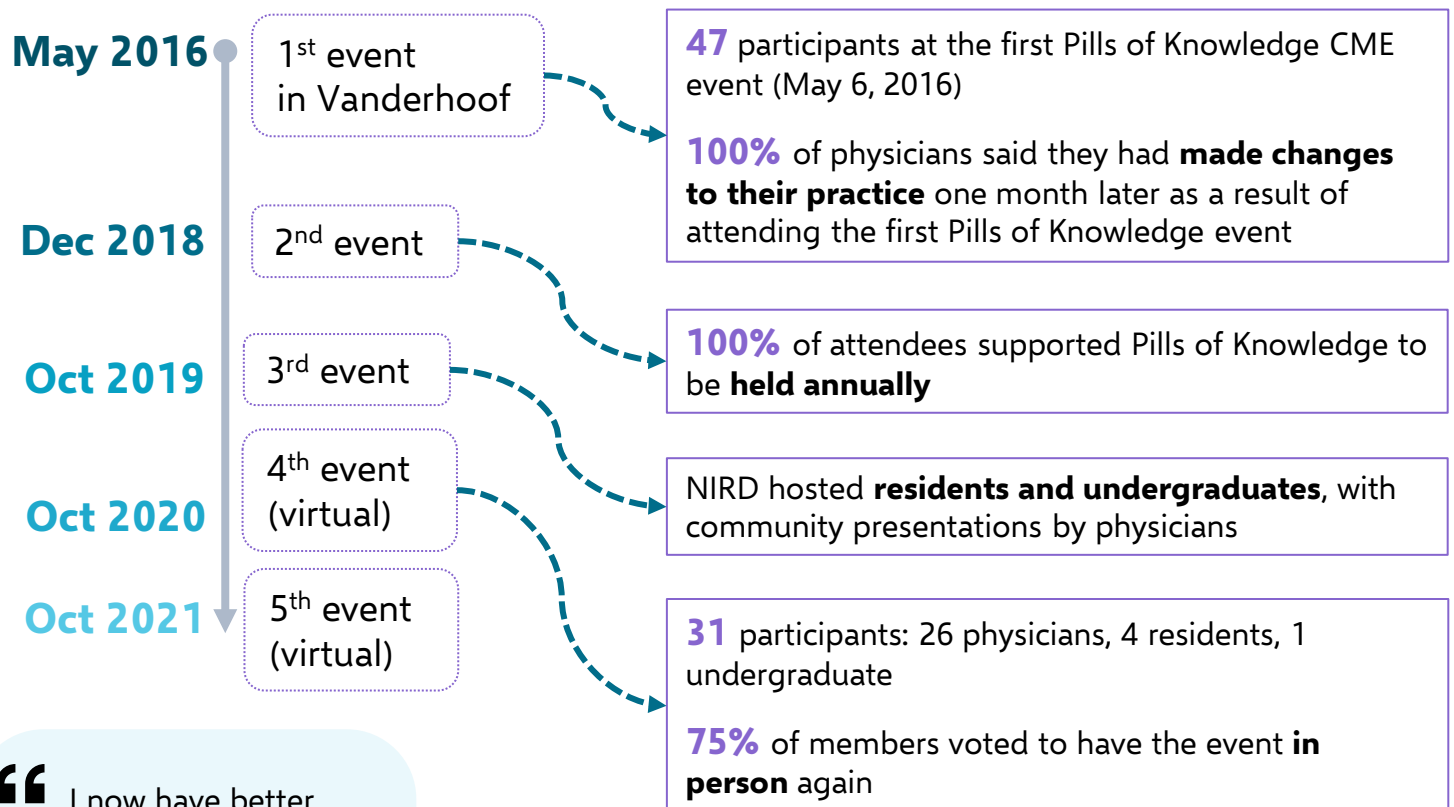 May 2016
1st event
in Vanderhoof
47 participants at the first Pills of Knowledge CME
event (May 6, 2016)
100% of physicians said they had made changes
to their practice one month later as a result of
attending the first Pills of Knowledge event
Dec 2018
2nd event
100% of attendees supported Pills of Knowledge to
be held annually
Oct 2019
3rd event
NIRD hosted residents and undergraduates, with
community presentations by physicians
Oct 2020
4th event
(virtual)
31 participants: 26 physicians, 4 residents, 1
undergraduate
75% of members voted to have the event in
person again
Oct 2021
5th event
(virtual)
“ I now have better